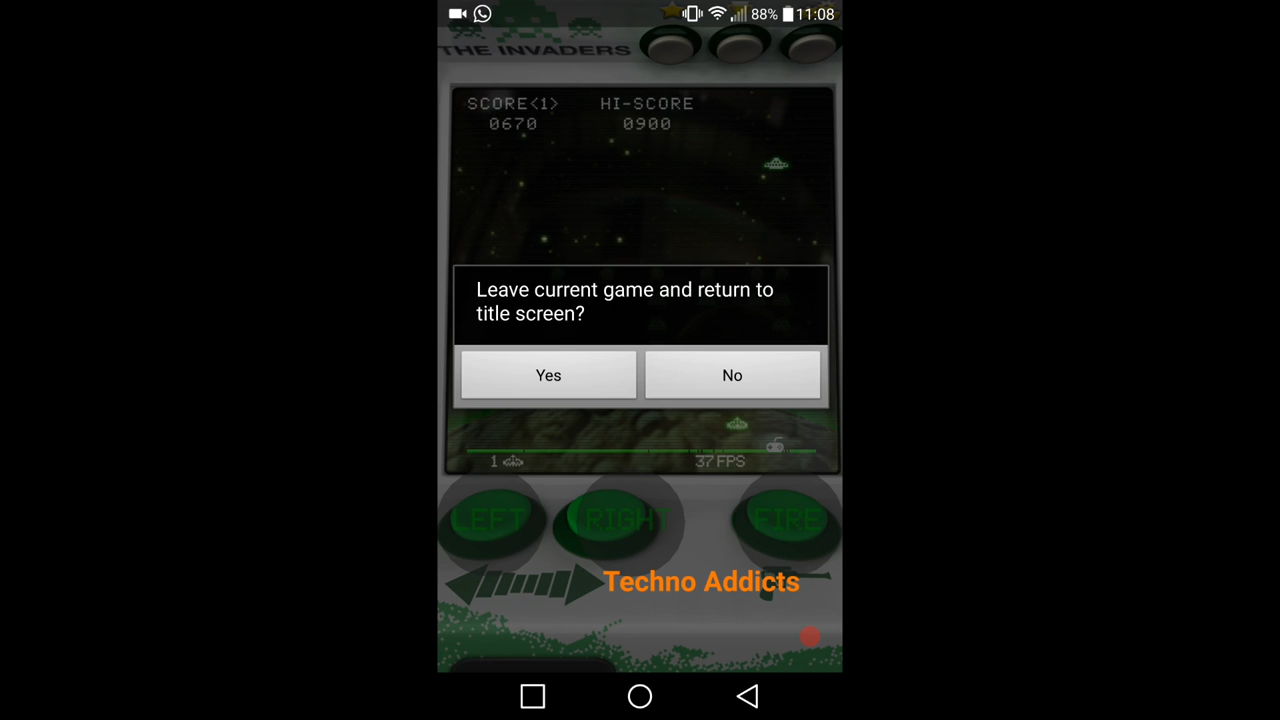 88% 11:08
THE INVADERS
SCORE<1> HI-SCORE
0670 0900
Leave current game and return to
title screen?
Yes No
1 37 FPS
LEFT RIGHT FIRE
Techno Addicts